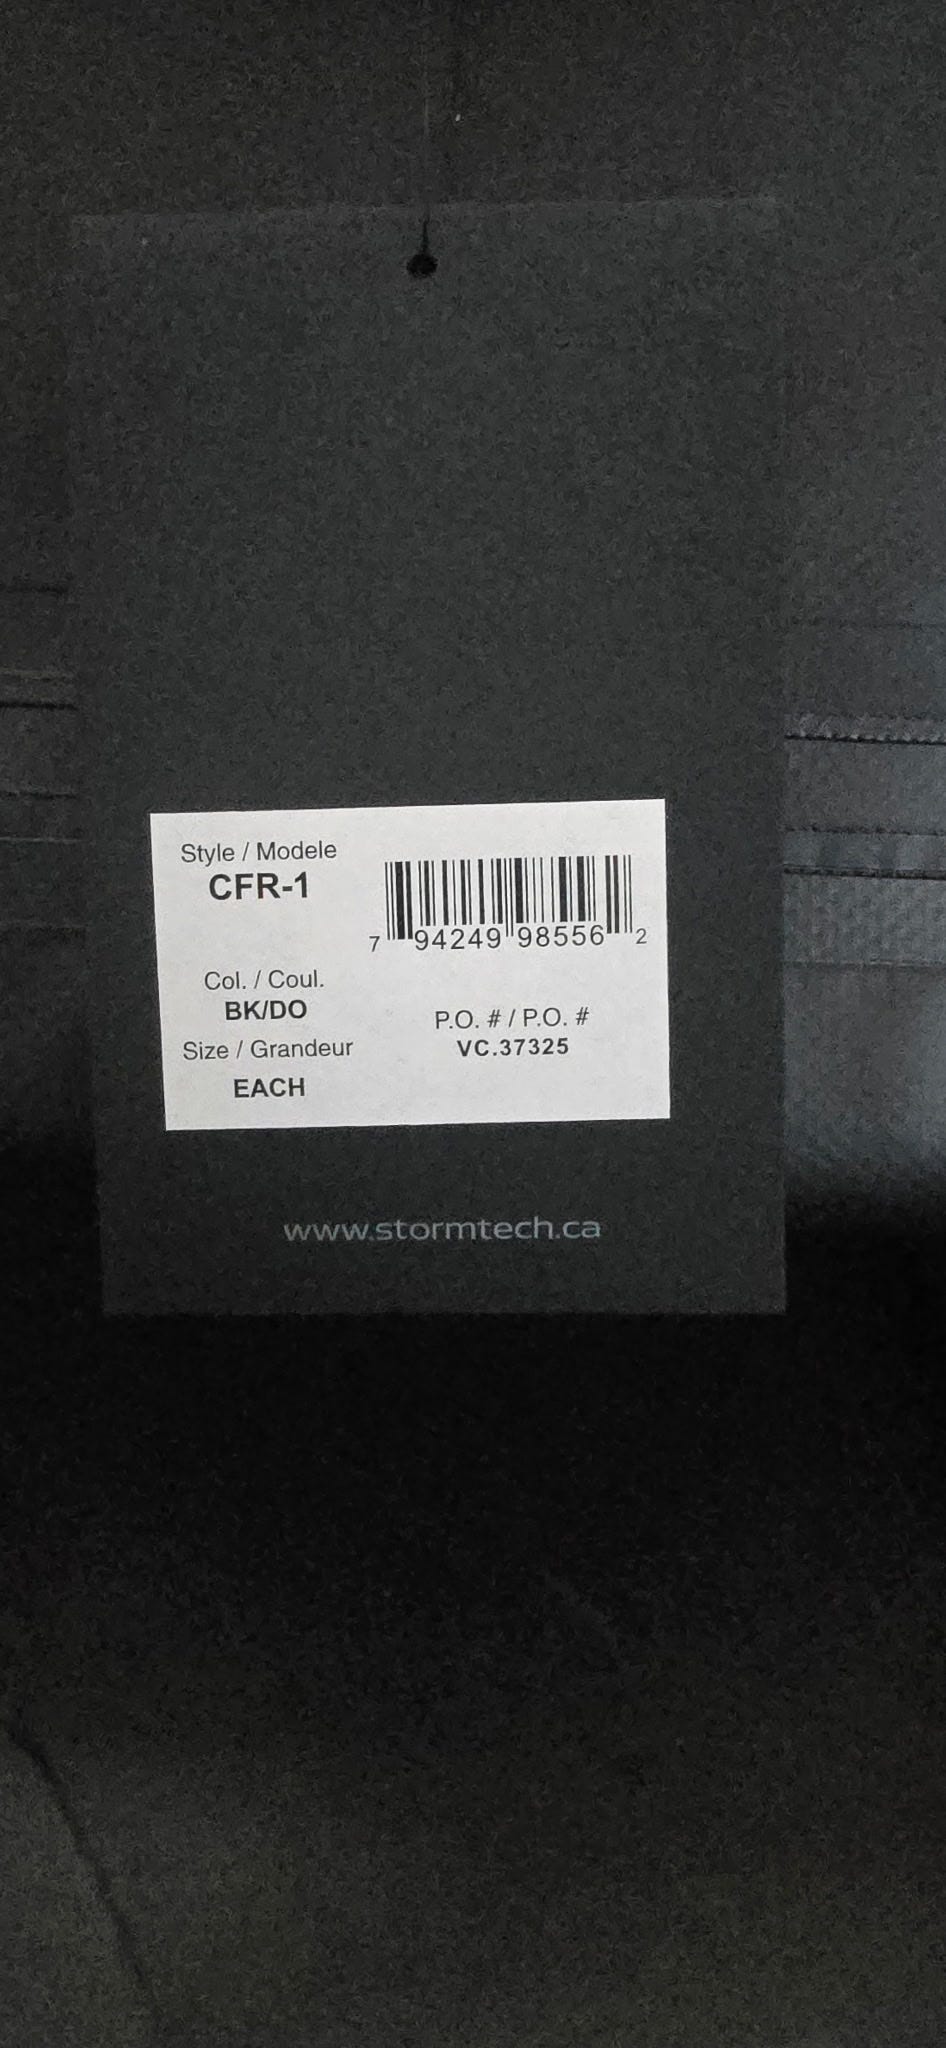 Style / Modele
CFR-1
7 94249 98556 2
Col. / Coul.
BK/DO
P.O. # / P.O. #
VC.37325
Size / Grandeur
EACH
www.stormtech.ca